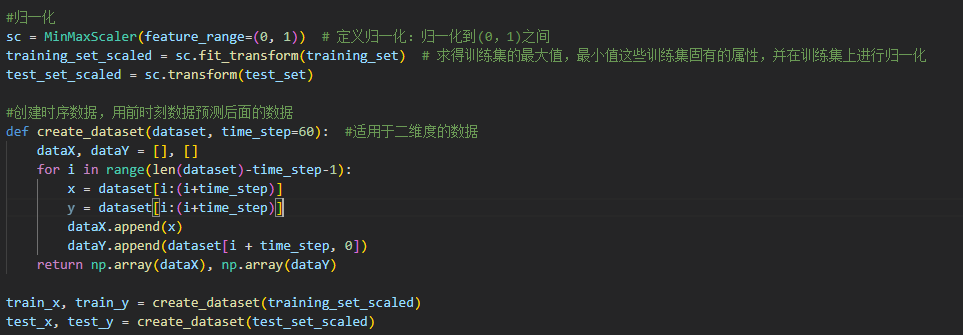 #归一化
sc = MinMaxScaler(feature_range=(0, 1))  # 定义归一化：归一化到(0，1)之间
training_set_scaled = sc.fit_transform(training_set)  # 求得训练集的最大值，最小值这些训练集固有的属性，并在训练集上进行归一化
test_set_scaled = sc.transform(test_set)

#创建时序数据，用前时刻数据预测后面的数据
def create_dataset(dataset, time_step=60):  #适用于二维度的数据
    dataX, dataY = [], []
    for i in range(len(dataset)-time_step-1):
        x = dataset[i:(i+time_step)]
        y = dataset[i:(i+time_step)]
        dataX.append(x)
        dataY.append(dataset[i + time_step, 0])
    return np.array(dataX), np.array(dataY)

train_x, train_y = create_dataset(training_set_scaled)
test_x, test_y = create_dataset(test_set_scaled)